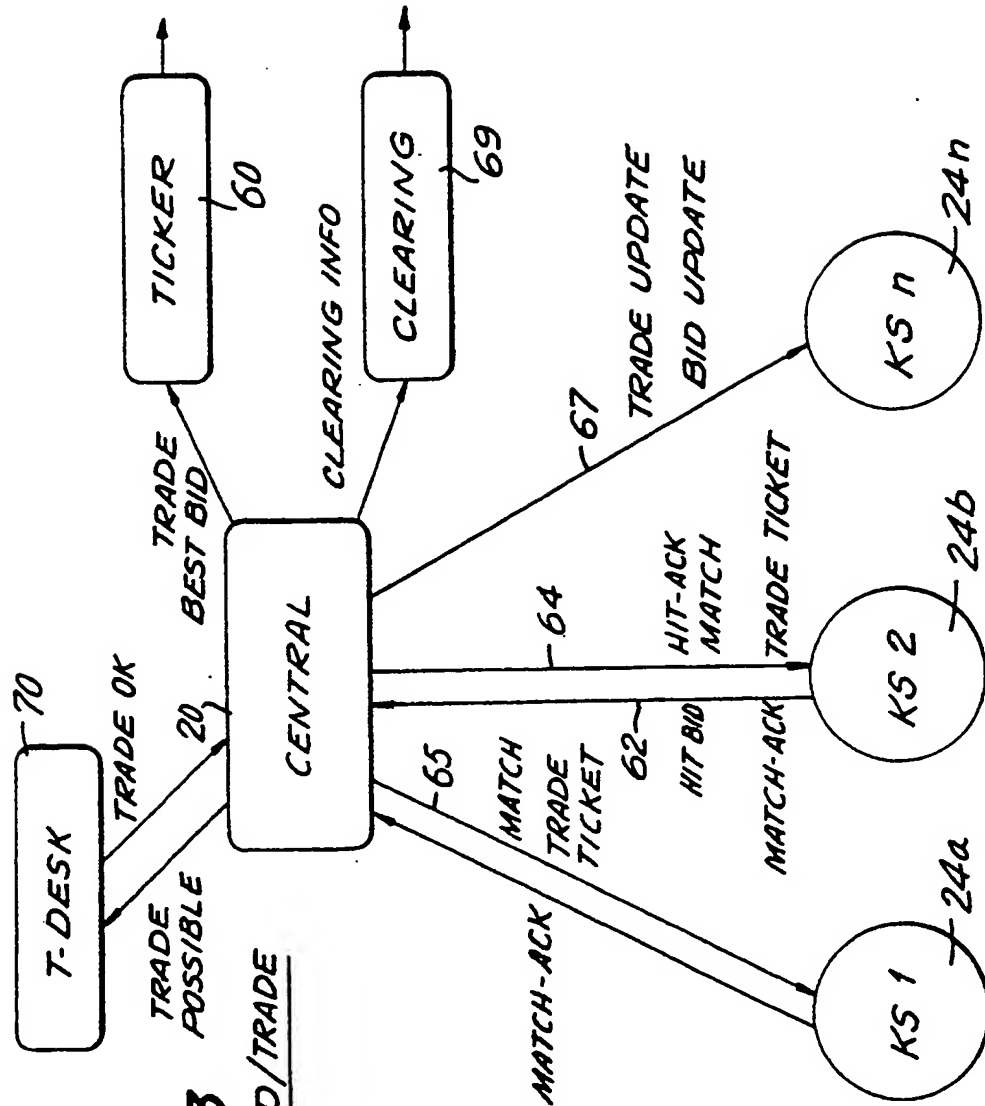 T-DESK
70
TRADE OK
TRADE
POSSIBLE
20
CENTRAL
TRADE
BEST BID
TICKER
60
CLEARING INFO
CLEARING
69
3
D/TRADE
MATCH-ACK
65
MATCH
TRADE
TICKET
62
HIT BID
MATCH-ACK
64
HIT-ACK
MATCH
TRADE TICKET
67
TRADE UPDATE
BID UPDATE
KS 1
24a
KS 2
24b
KS n
24n